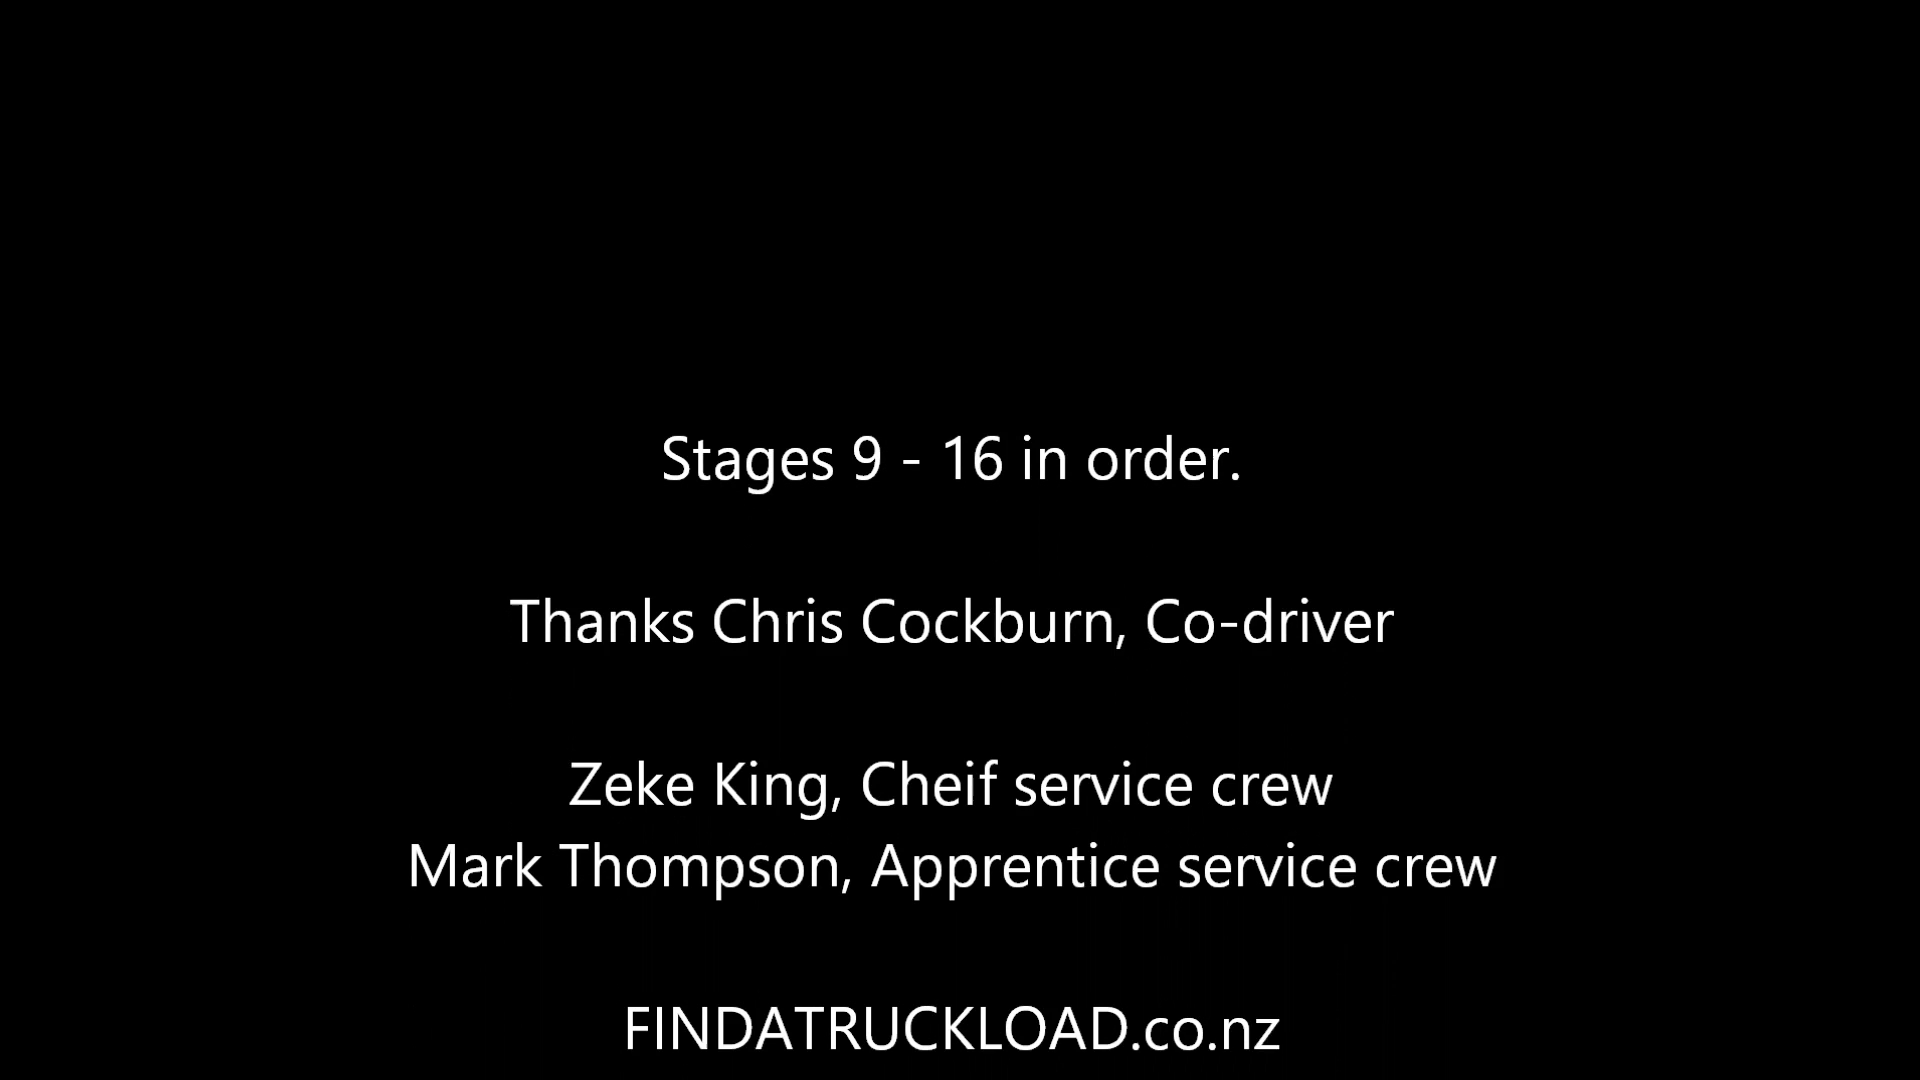 Stages 9 - 16 in order.
Thanks Chris Cockburn, Co-driver
Zeke King, Cheif service crew
Mark Thompson, Apprentice service crew
FINDATRUCKLOAD.co.nz